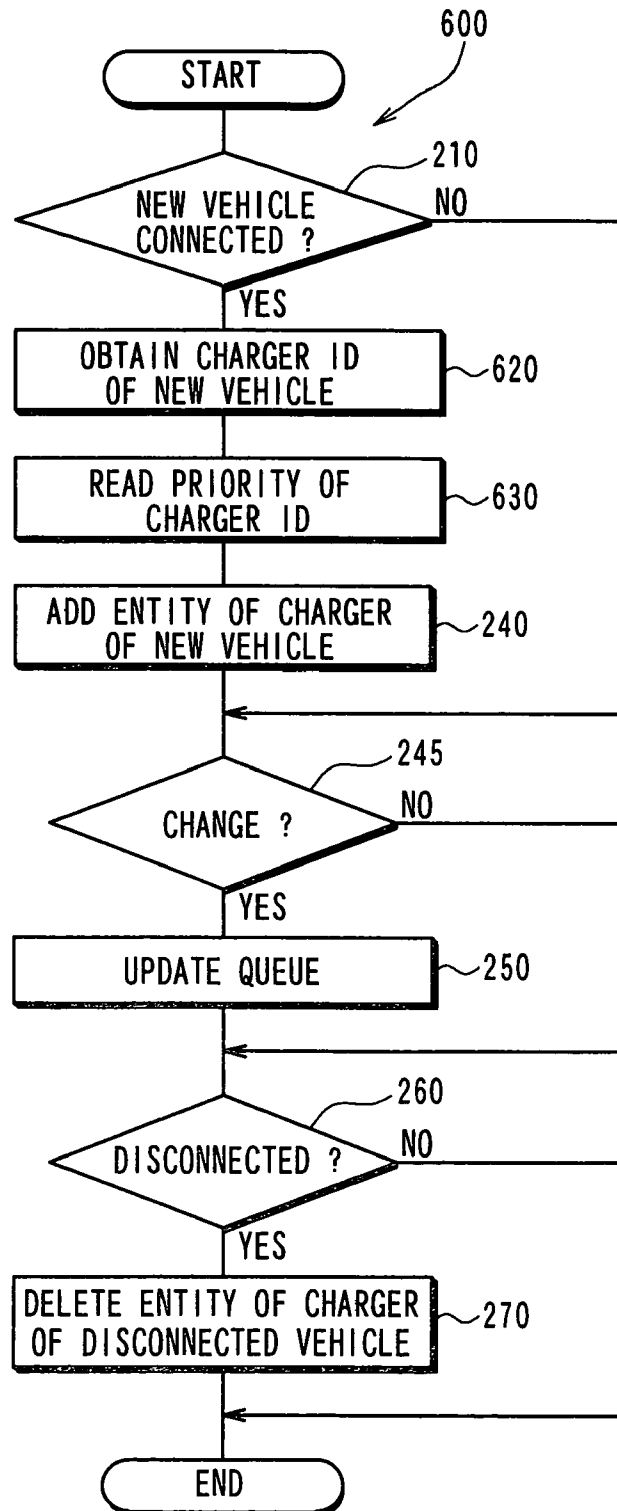 600
START
210
NEW VEHICLE
CONNECTED ?
NO
YES
OBTAIN CHARGER ID
OF NEW VEHICLE
620
READ PRIORITY OF
CHARGER ID
630
ADD ENTITY OF CHARGER
OF NEW VEHICLE
240
245
CHANGE ?
NO
YES
UPDATE QUEUE
250
260
DISCONNECTED ?
NO
YES
DELETE ENTITY OF CHARGER
OF DISCONNECTED VEHICLE
270
END